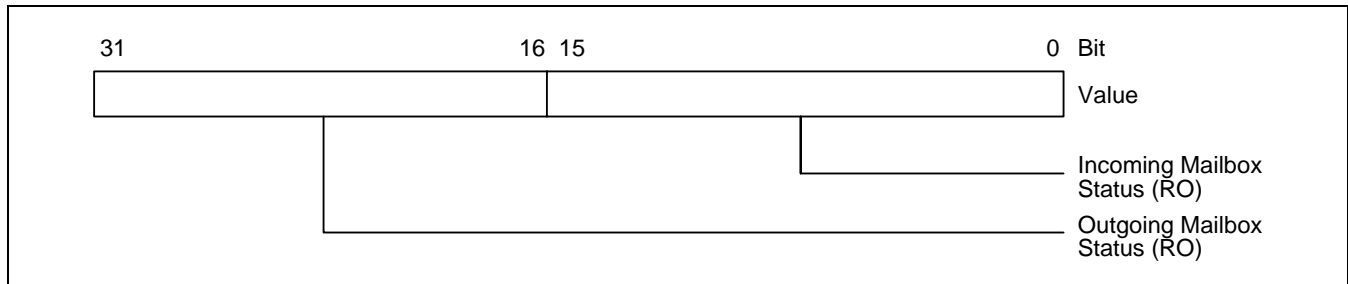 31 16 15 0 Bit
Value
Incoming Mailbox
Status (RO)
Outgoing Mailbox
Status (RO)